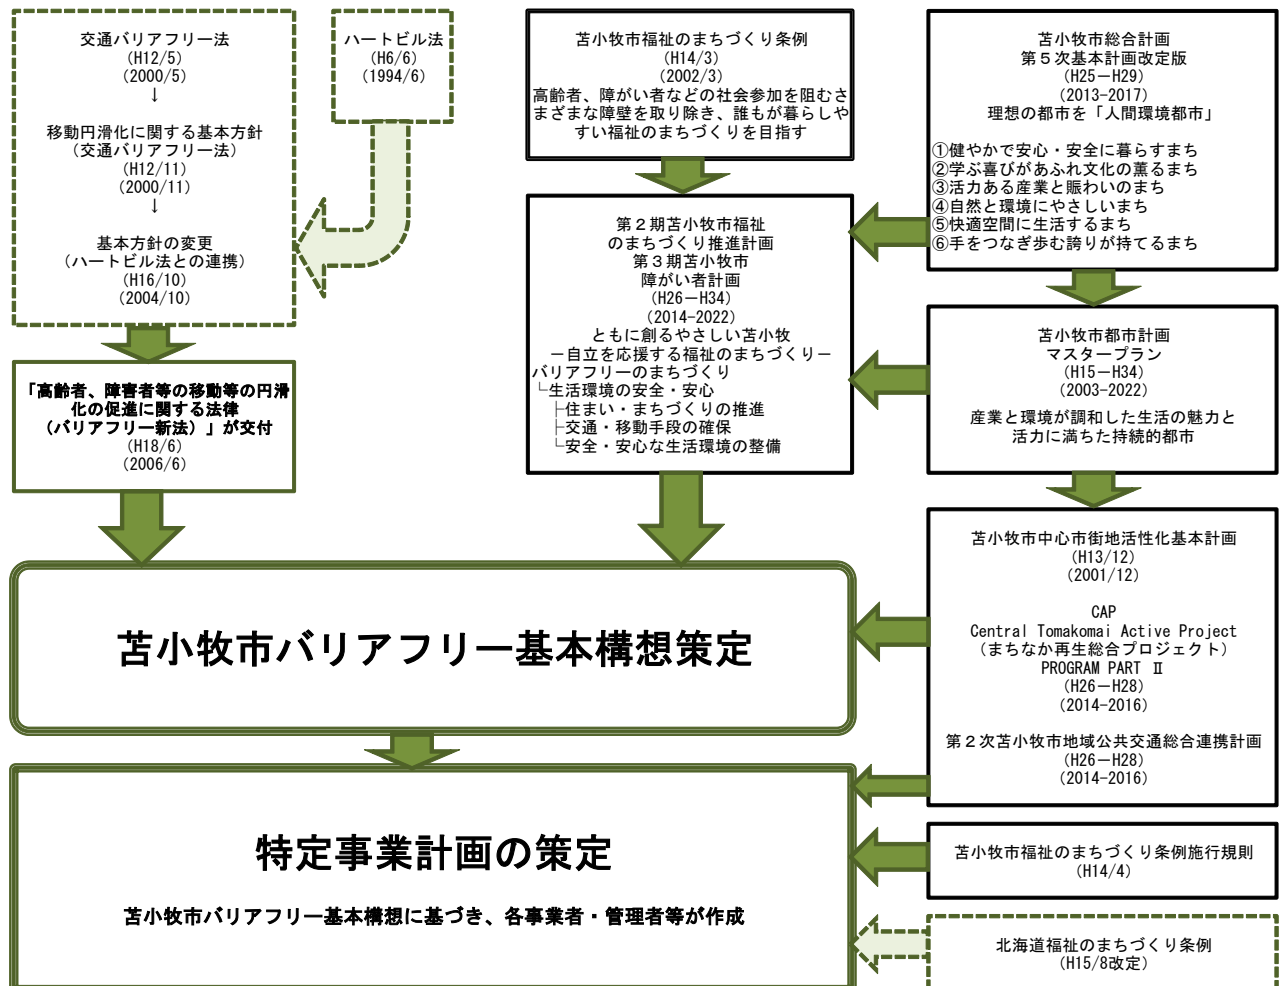 交通バリアフリー法
(H12/5)
(2000/5)
↓
移動円滑化に関する基本方針
(交通バリアフリー法)
(H12/11)
(2000/11)
↓
基本方針の変更
(ハートビル法との連携)
(H16/10)
(2004/10)
ハートビル法
(H6/6)
(1994/6)
「高齢者、障害者等の移動等の円滑
化の促進に関する法律
(バリアフリー新法)」が交付
(H18/6)
(2006/6)
苫小牧市福祉のまちづくり条例
(H14/3)
(2002/3)
高齢者、障がい者などの社会参加を阻むさ
まざまな障壁を取り除き、誰もが暮らしや
すい福祉のまちづくりを目指す
第2期苫小牧市福祉
のまちづくり推進計画
第3期苫小牧市
障がい者計画
(H26-H34)
(2014-2022)
ともに創るやさしい苫小牧
-自立を応援する福祉のまちづくり-
バリアフリーのまちづくり
└生活環境の安全・安心
├住まい・まちづくりの推進
├交通・移動手段の確保
└安全・安心な生活環境の整備
苫小牧市総合計画
第5次基本計画改定版
(H25-H29)
(2013-2017)
理想の都市を「人間環境都市」
①健やかで安心・安全に暮らすまち
②学ぶ喜びがあふれ文化の薫るまち
③活力ある産業と賑わいのまち
④自然と環境にやさしいまち
⑤快適空間に生活するまち
⑥手をつなぎ歩む誇りが持てるまち
苫小牧市都市計画
マスタープラン
(H15-H34)
(2003-2022)
産業と環境が調和した生活の魅力と
活力に満ちた持続的都市
苫小牧市中心市街地活性化基本計画
(H13/12)
(2001/12)
CAP
Central Tomakomai Active Project
(まちなか再生総合プロジェクト)
PROGRAM PART Ⅱ
(H26-H28)
(2014-2016)
第2次苫小牧市地域公共交通総合連携計画
(H26-H28)
(2014-2016)
苫小牧市バリアフリー基本構想策定
特定事業計画の策定
苫小牧市バリアフリー基本構想に基づき、各事業者・管理者等が作成
苫小牧市福祉のまちづくり条例施行規則
(H14/4)
北海道福祉のまちづくり条例
(H15/8改定)